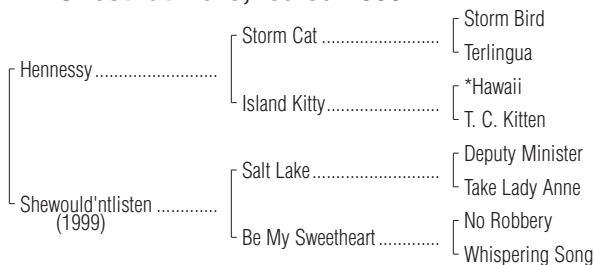 Storm Bird
Storm Cat ........................
Terlingua
Hennessy .........................
*Hawaii
Island Kitty .......................
T. C. Kitten
Deputy Minister
Salt Lake ..........................
Take Lady Anne
Shewould'ntlisten .............
(1999)
No Robbery
Be My Sweetheart .............
Whispering Song